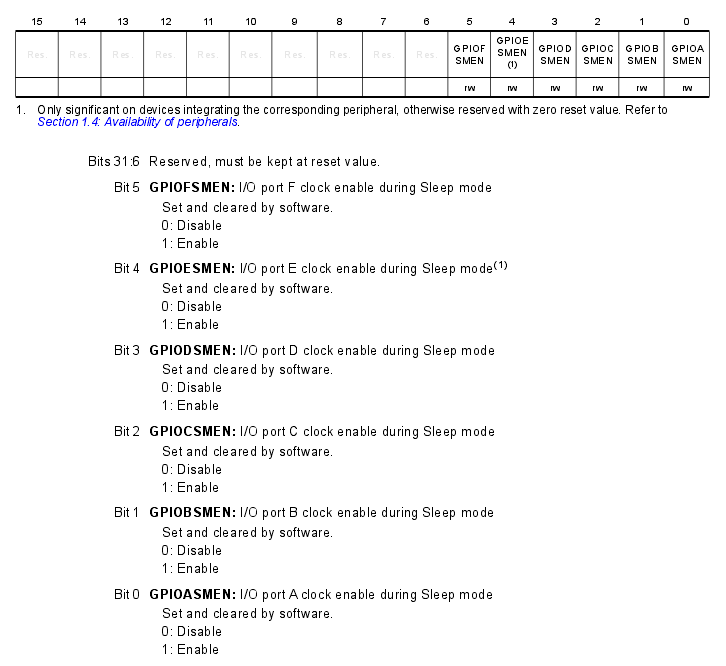 15 14 13 12 11 10 9 8 7 6 5 4 3 2 1 0
Res. Res. Res. Res. Res. Res. Res. Res. Res. Res. GPIOF SMEN GPIOE SMEN (1) GPIOD SMEN GPIOC SMEN GPIOB SMEN GPIOA SMEN
rw rw rw rw rw rw
1. Only significant on devices integrating the corresponding peripheral, otherwise reserved with zero reset value. Refer to
Section 1.4: Availability of peripherals.
Bits 31:6 Reserved, must be kept at reset value.
Bit 5 GPIOFSMEN: I/O port F clock enable during Sleep mode
Set and cleared by software.
0: Disable
1: Enable
Bit 4 GPIOESMEN: I/O port E clock enable during Sleep mode(1)
Set and cleared by software.
0: Disable
1: Enable
Bit 3 GPIODSMEN: I/O port D clock enable during Sleep mode
Set and cleared by software.
0: Disable
1: Enable
Bit 2 GPIOCSMEN: I/O port C clock enable during Sleep mode
Set and cleared by software.
0: Disable
1: Enable
Bit 1 GPIOBSMEN: I/O port B clock enable during Sleep mode
Set and cleared by software.
0: Disable
1: Enable
Bit 0 GPIOASMEN: I/O port A clock enable during Sleep mode
Set and cleared by software.
0: Disable
1: Enable